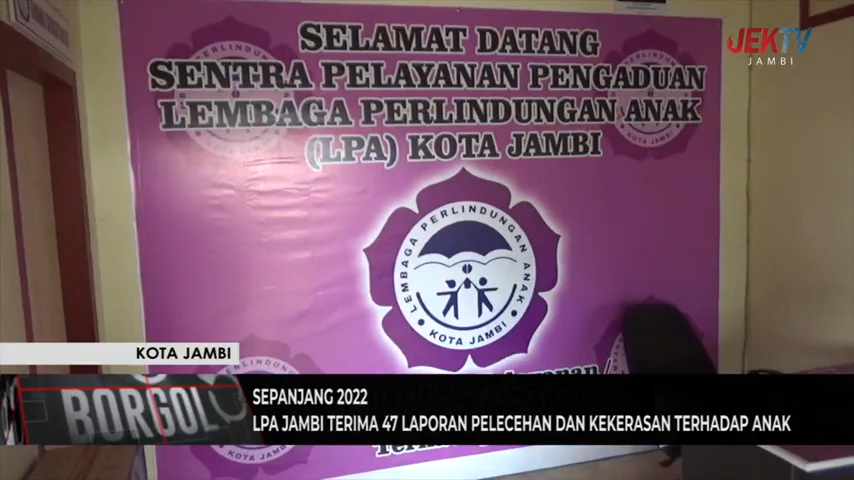 JEKTV
JAMBI
SELAMAT DATANG
SENTRA PELAYANAN PENGADUAN
LEMBAGA PERLINDUNGAN ANAK
(LPA) KOTA JAMBI
LEMBAGA PERLINDUNGAN ANAK
KOTA JAMBI
KOTA JAMBI
BORGOL
SEPANJANG 2022
LPA JAMBI TERIMA 47 LAPORAN PELECEHAN DAN KEKERASAN TERHADAP ANAK